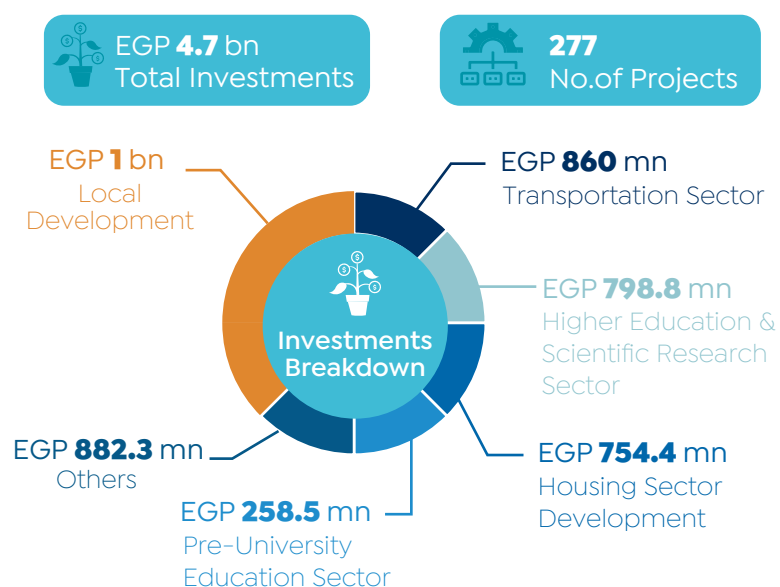 EGP 4.7 bn
Total Investments
277
No.of Projects
EGP 1 bn
Local
Development
EGP 860 mn
Transportation Sector
EGP 798.8 mn
Higher Education &
Scientific Research
Sector
Investments
Breakdown
EGP 882.3 mn
Others
EGP 754.4 mn
Housing Sector
Development
EGP 258.5 mn
Pre-University
Education Sector